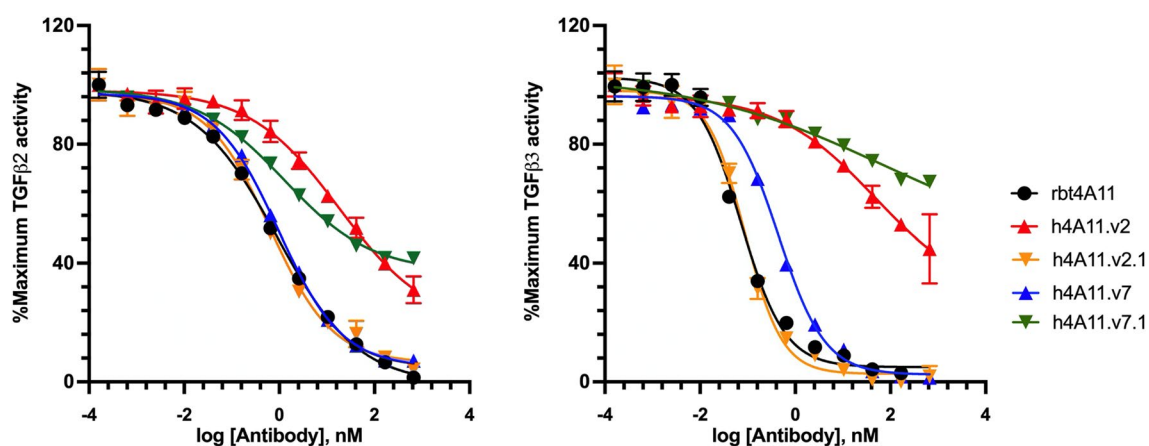 120
80
40
0
-4
-2
0
2
4
%Maximum TGFβ2 activity
log [Antibody], nM
120
80
40
0
-4
-2
0
2
4
%Maximum TGFβ3 activity
log [Antibody], nM
rbt4A11
h4A11.v2
h4A11.v2.1
h4A11.v7
h4A11.v7.1